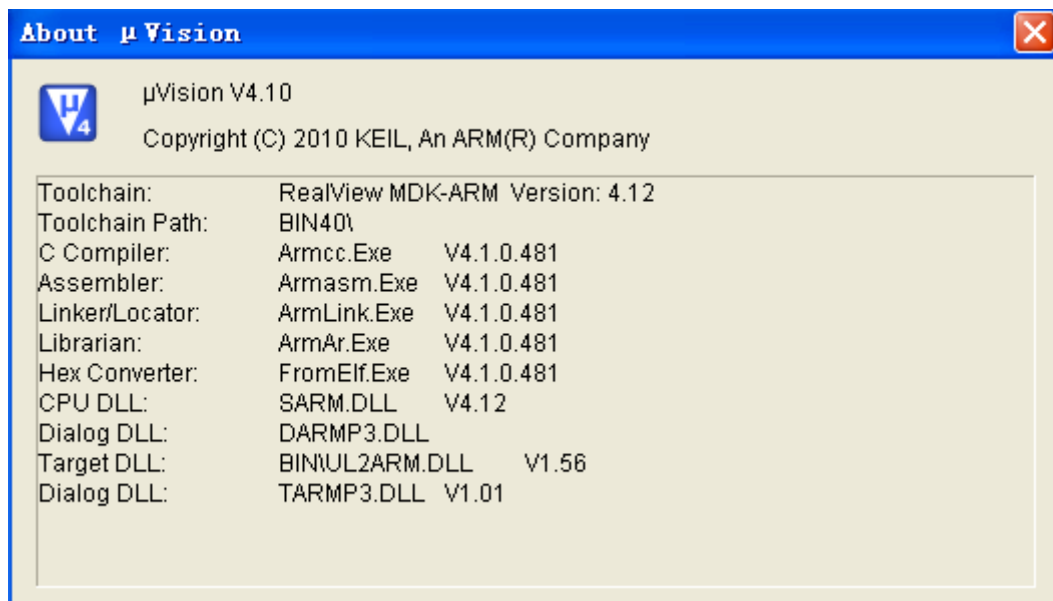 About μVision
μVision V4.10
Copyright (C) 2010 KEIL, An ARM(R) Company
Toolchain: RealView MDK-ARM Version: 4.12
Toolchain Path: BIN40\
C Compiler: Armcc.Exe V4.1.0.481
Assembler: Armasm.Exe V4.1.0.481
Linker/Locator: ArmLink.Exe V4.1.0.481
Librarian: ArmAr.Exe V4.1.0.481
Hex Converter: FromElf.Exe V4.1.0.481
CPU DLL: SARM.DLL V4.12
Dialog DLL: DARMP3.DLL
Target DLL: BIN\UL2ARM.DLL V1.56
Dialog DLL: TARMP3.DLL V1.01